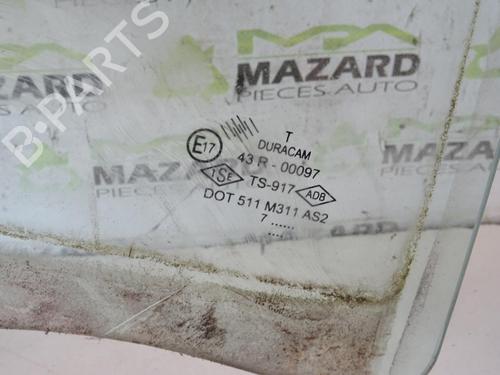 MAZARD
PIECES.AUTO
MAZARD
PIECES.AUTO
B-PARTS
T
DURACAM
E17
43 R - 00097
TSE
TS-917
ADB
DOT 511 M311 AS2
7 ......
....
MAZARD
PIECES.AUTO